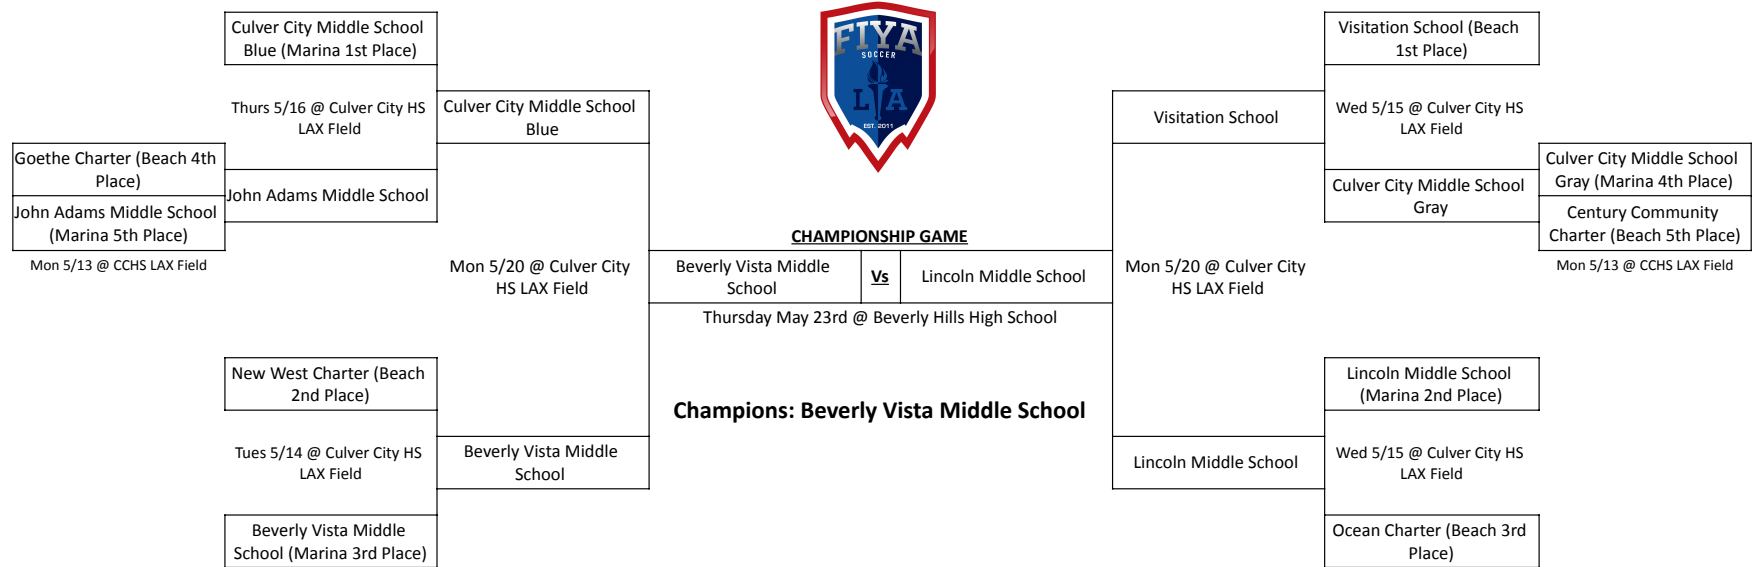 Culver City Middle School
Blue (Marina 1st Place)
Thurs 5/16 @ Culver City HS
LAX FIeld
Culver City Middle School
Blue
Goethe Charter (Beach 4th
Place)
John Adams Middle School
John Adams Middle School
(Marina 5th Place)
Mon 5/13 @ CCHS LAX Field
Mon 5/20 @ Culver City
HS LAX Field
New West Charter (Beach
2nd Place)
Tues 5/14 @ Culver City HS
LAX Field
Beverly Vista Middle
School
Beverly Vista Middle
School (Marina 3rd Place)
FIYA
SOCCER
LA
EST. 2011
CHAMPIONSHIP GAME
Beverly Vista Middle
School
Vs
Lincoln Middle School
Thursday May 23rd @ Beverly Hills High School
Champions: Beverly Vista Middle School
Visitation School (Beach
1st Place)
Visitation School
Wed 5/15 @ Culver City HS
LAX Field
Culver City Middle School
Gray
Culver City Middle School
Gray (Marina 4th Place)
Century Community
Charter (Beach 5th Place)
Mon 5/13 @ CCHS LAX Field
Mon 5/20 @ Culver City
HS LAX Field
Lincoln Middle School
(Marina 2nd Place)
Lincoln Middle School
Wed 5/15 @ Culver City HS
LAX Field
Ocean Charter (Beach 3rd
Place)